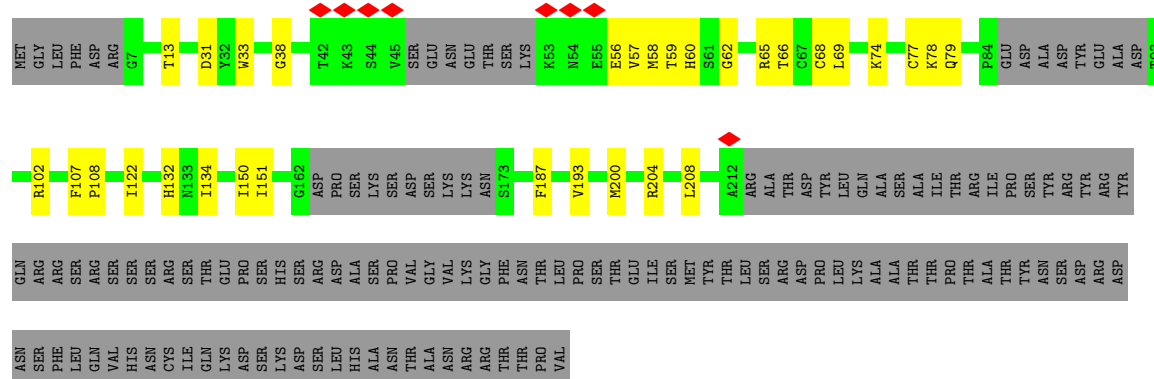 MET GLY LEU PHE ASP ARG G7 T13 D31 Y32 W33 G38 T42 K43 S44 V45 SER GLU ASN GLU THR SER LYS K53 N54 E55 E56 V57 M58 T59 H60 S61 G62 R65 T66 C67 C68 L69 K74 C77 K78 Q79 P84 GLU ASP ALA ASP TYR GLU ALA ASP T93
R102 F107 P108 I122 H132 N133 I134 I150 I151 G162 ASP PRO SER LYS SER ASP SER LYS LYS ASN S173 F187 V193 M200 R204 L208 A212 ARG ALA THR ASP TYR LEU GLN ALA SER ALA ILE THR ARG ILE PRO SER TYR ARG TYR ARG TYR
GLN ARG ARG SER ARG SER SER SER ARG SER THR GLU PRO SER HIS SER ARG ASP ALA SER PRO VAL GLY VAL LYS GLY PHE ASN THR LEU PRO SER THR GLU ILE SER MET TYR THR LEU SER ARG ASP PRO LEU LYS ALA ALA THR THR PRO THR ALA THR TYR ASN SER ASP ARG ASP
ASN SER PHE LEU GLN VAL HIS ASN CYS ILE GLN LYS ASP SER LYS ASP SER LEU HIS ALA ASN THR ALA ASN ARG ARG THR THR PRO VAL